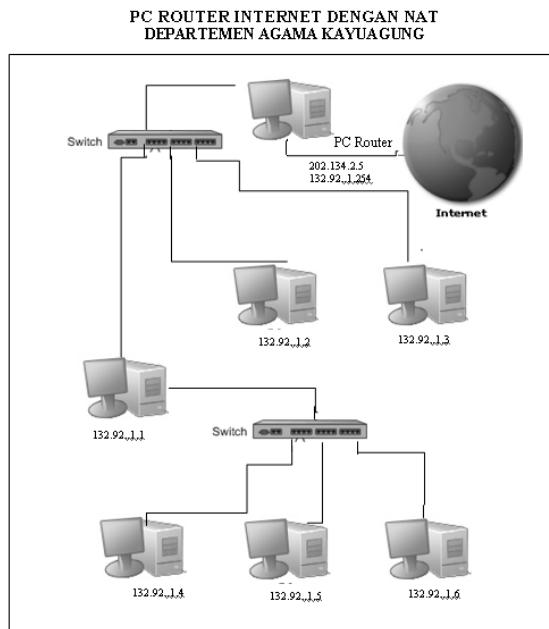 PC ROUTER INTERNET DENGAN NAT
DEPARTEMEN AGAMA KAYUAGUNG
Switch
PC Router
202.134.2.5
132.92..1.254
Internet
132.92..1.2
132.92..1.3
132.92..1.1
Switch
132.92..1.4
132.92..1.5
132.92..1.6